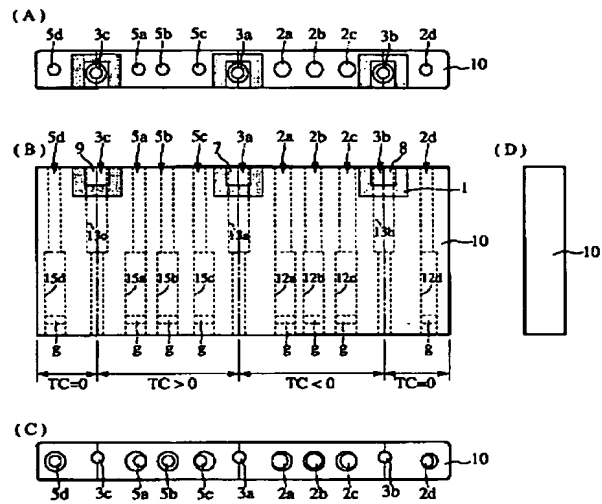 (A)
5d 3c 5a 5b 5c 3a 2a 2b 2c 3b 2d
10
(B) (D)
5d 9 3c 5a 5b 5c 7 3a 2a 2b 2c 3b 8 2d
1
13c 13a 13b
10 10
15d 15a 15b 15c 12a 12b 12c 12d
g g g g g g g g
TC=0 TC>0 TC<0 TC=0
(C)
10
5d 3c 5a 5b 5c 3a 2a 2b 2c 3b 2d